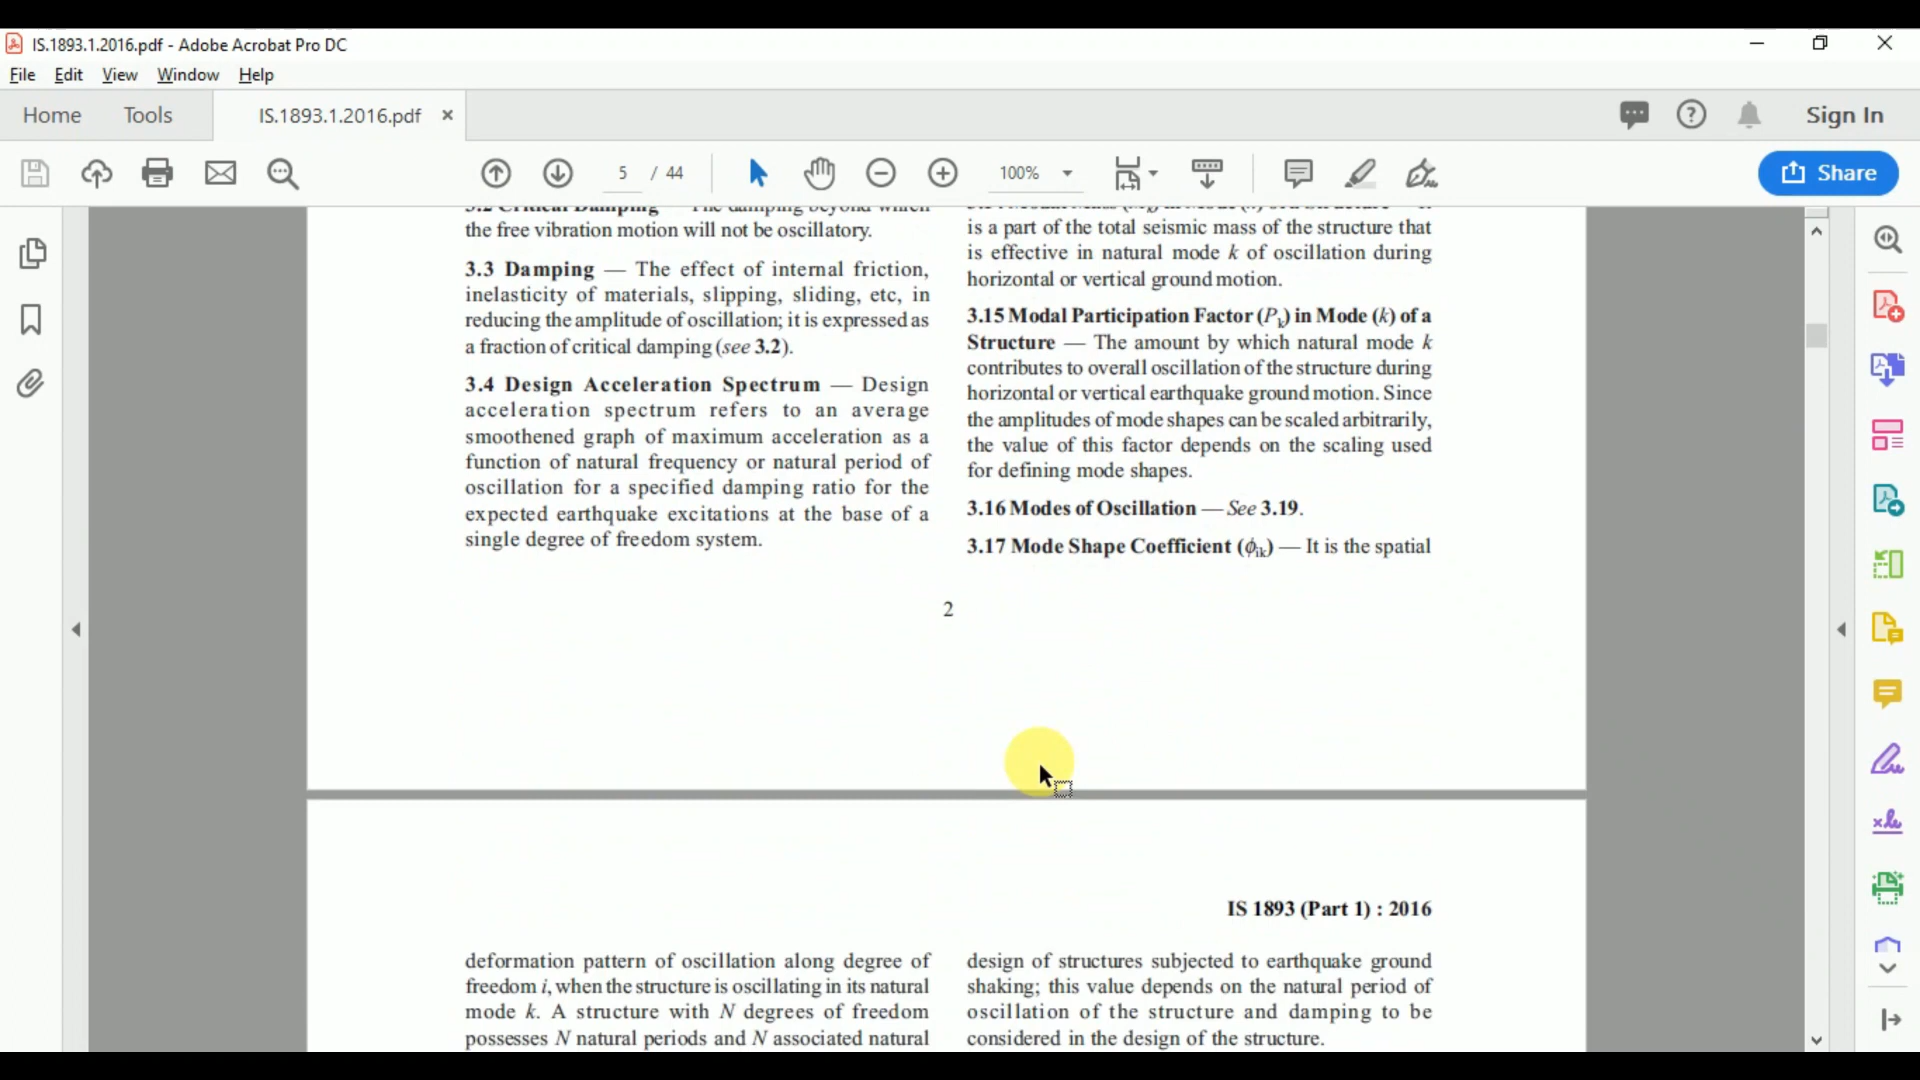 IS.1893.1.2016.pdf - Adobe Acrobat Pro DC
File Edit View Window Help
Home Tools IS.1893.1.2016.pdf × Sign In
5 / 44 100% Share
3.2 Critical Damping — The damping beyond which
the free vibration motion will not be oscillatory.
3.3 Damping — The effect of internal friction,
inelasticity of materials, slipping, sliding, etc, in
reducing the amplitude of oscillation; it is expressed as
a fraction of critical damping (see 3.2).
3.4 Design Acceleration Spectrum — Design
acceleration spectrum refers to an average
smoothened graph of maximum acceleration as a
function of natural frequency or natural period of
oscillation for a specified damping ratio for the
expected earthquake excitations at the base of a
single degree of freedom system.
is a part of the total seismic mass of the structure that
is effective in natural mode k of oscillation during
horizontal or vertical ground motion.
3.15 Modal Participation Factor (Pk) in Mode (k) of a
Structure — The amount by which natural mode k
contributes to overall oscillation of the structure during
horizontal or vertical earthquake ground motion. Since
the amplitudes of mode shapes can be scaled arbitrarily,
the value of this factor depends on the scaling used
for defining mode shapes.
3.16 Modes of Oscillation — See 3.19.
3.17 Mode Shape Coefficient (ϕik) — It is the spatial
2
IS 1893 (Part 1) : 2016
deformation pattern of oscillation along degree of
freedom i, when the structure is oscillating in its natural
mode k. A structure with N degrees of freedom
possesses N natural periods and N associated natural
design of structures subjected to earthquake ground
shaking; this value depends on the natural period of
oscillation of the structure and damping to be
considered in the design of the structure.